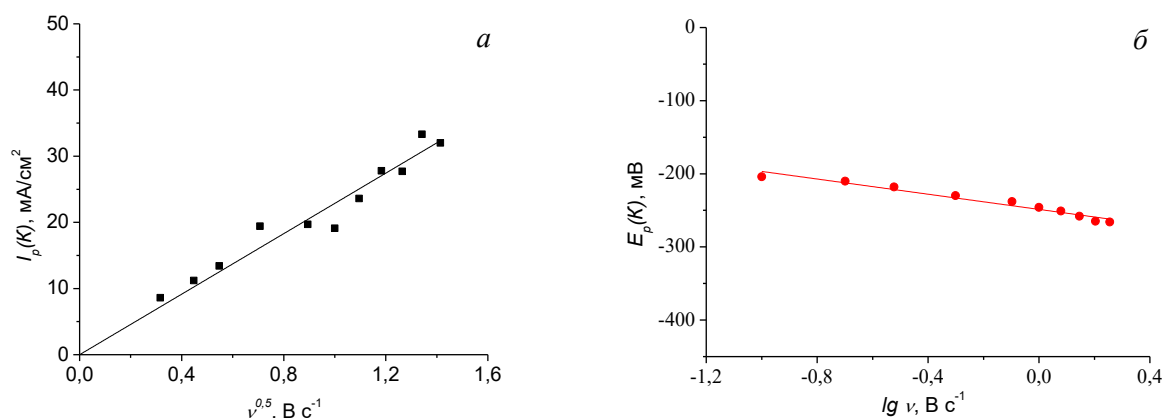 а
I_p(K), мА/см²
50
40
30
20
10
0
0,0 0,4 0,8 1,2 1,6
ν^0,5, В с⁻¹
б
E_p(K), мВ
0
-100
-200
-300
-400
-1,2 -0,8 -0,4 0,0 0,4
lg ν, В с⁻¹